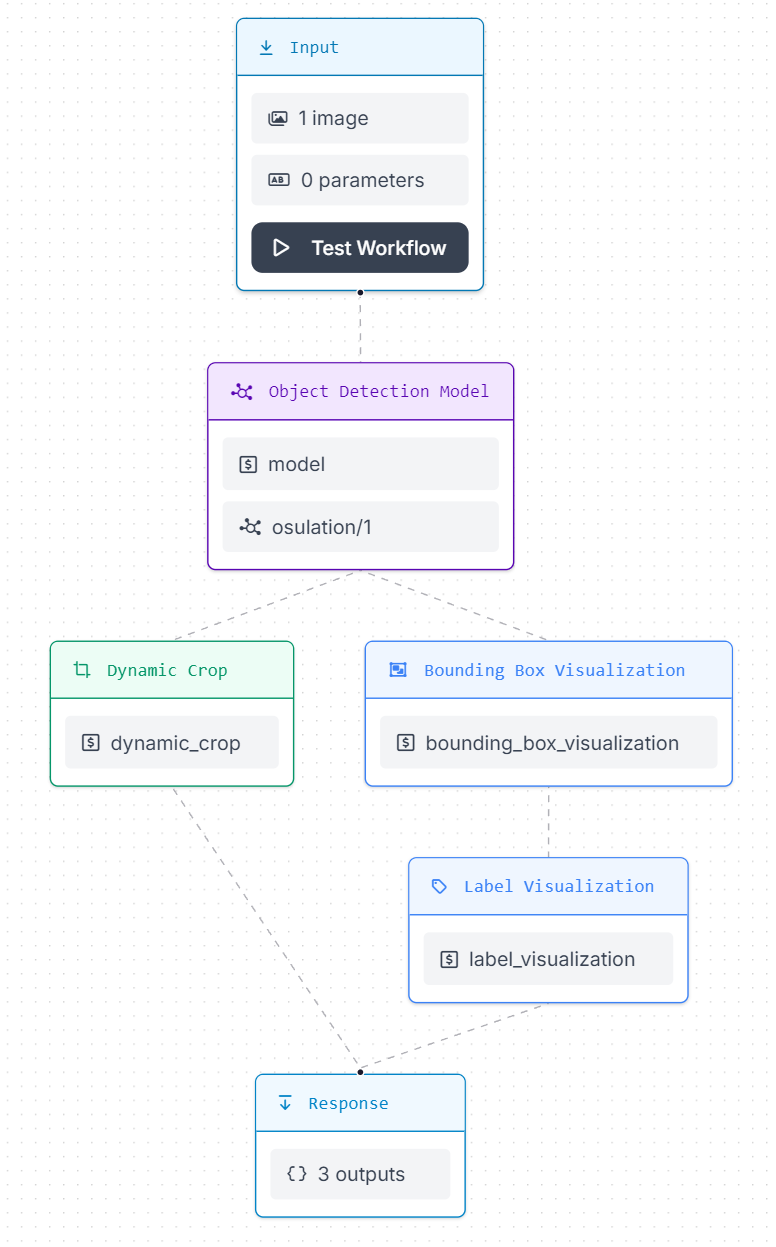 Input
1 image
AB
0 parameters
Test Workflow
Object Detection Model
$ model
osulation/1
Dynamic Crop
Bounding Box Visualization
$ dynamic_crop
$ bounding_box_visualization
Label Visualization
$ label_visualization
Response
{} 3 outputs